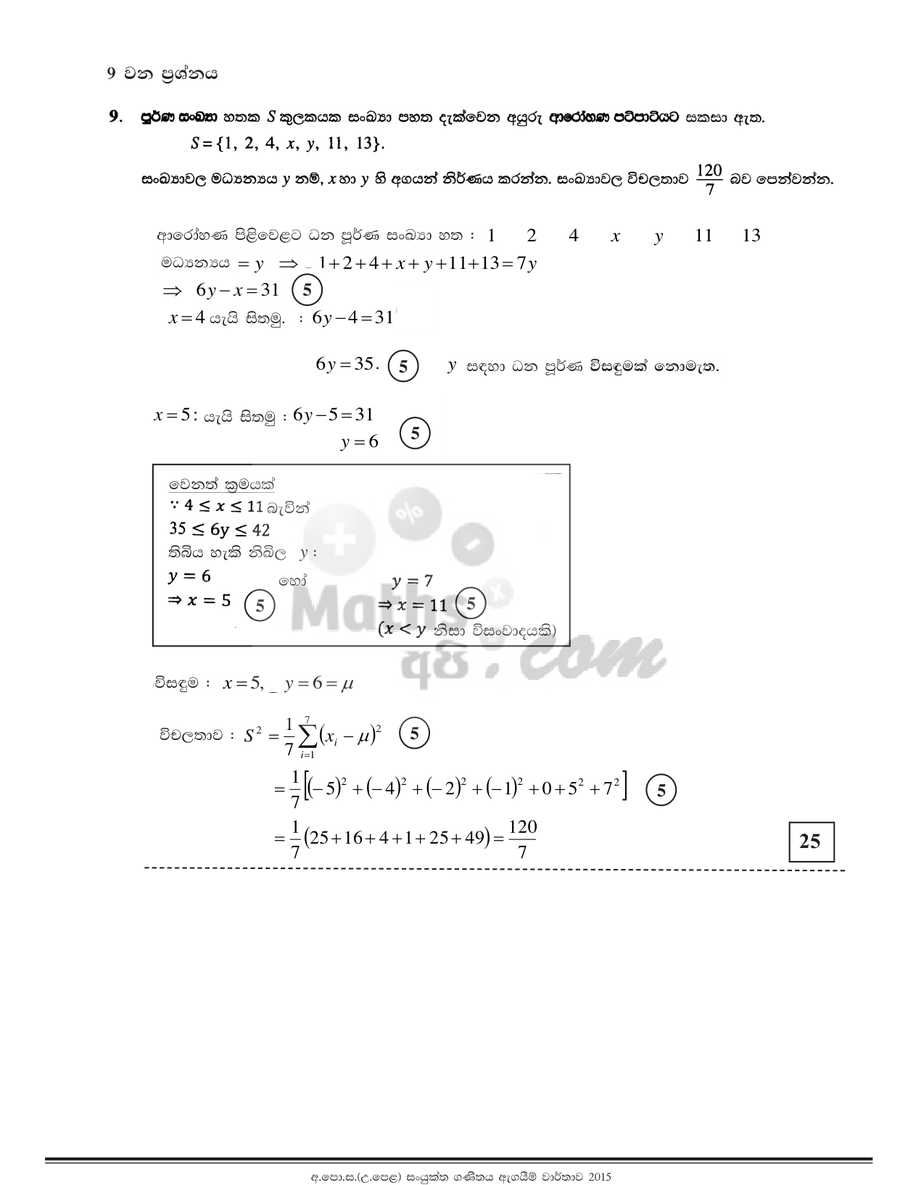 9 වන ප්‍රශ්නය
9. පූර්ණ සංඛ්‍යා හතක S කුලකයක සංඛ්‍යා පහත දැක්වෙන අයුරු ආරෝහණ පටිපාටියට සකසා ඇත.
S = {1, 2, 4, x, y, 11, 13}.
සංඛ්‍යාවල මධ්‍යන්‍යය y නම්, x හා y හි අගයන් නිර්ණය කරන්න. සංඛ්‍යාවල විචලතාව 120/7 බව පෙන්වන්න.
ආරෝහණ පිළිවෙළට ධන පූර්ණ සංඛ්‍යා හත : 1 2 4 x y 11 13
මධ්‍යන්‍යය = y ⇒ 1+2+4+x+y+11+13=7y
⇒ 6y−x=31 5
x=4 යැයි සිතමු. : 6y−4=31
6y=35. 5 y සඳහා ධන පූර්ණ විසඳුමක් නොමැත.
x=5: යැයි සිතමු : 6y−5=31
y=6 5
වෙනත් ක්‍රමයක්
∵ 4 ≤ x ≤ 11 බැවින්
35 ≤ 6y ≤ 42
තිබිය හැකි නිඛිල y :
y = 6 හෝ y = 7
⇒ x = 5 5 ⇒ x = 11 5
(x < y නිසා විසංවාදයකි)
Maths
අපි.com
විසඳුම : x=5, _ y=6=μ
විචලතාව : S² = 1/7 ∑_{i=1}^{7} (x_i − μ)² 5
= 1/7 [(−5)² + (−4)² + (−2)² + (−1)² + 0 + 5² + 7²] 5
= 1/7 (25+16+4+1+25+49) = 120/7 25
අ.පො.ස.(උ.පෙළ) සංයුක්ත ගණිතය ඇගයීම් වාර්තාව 2015